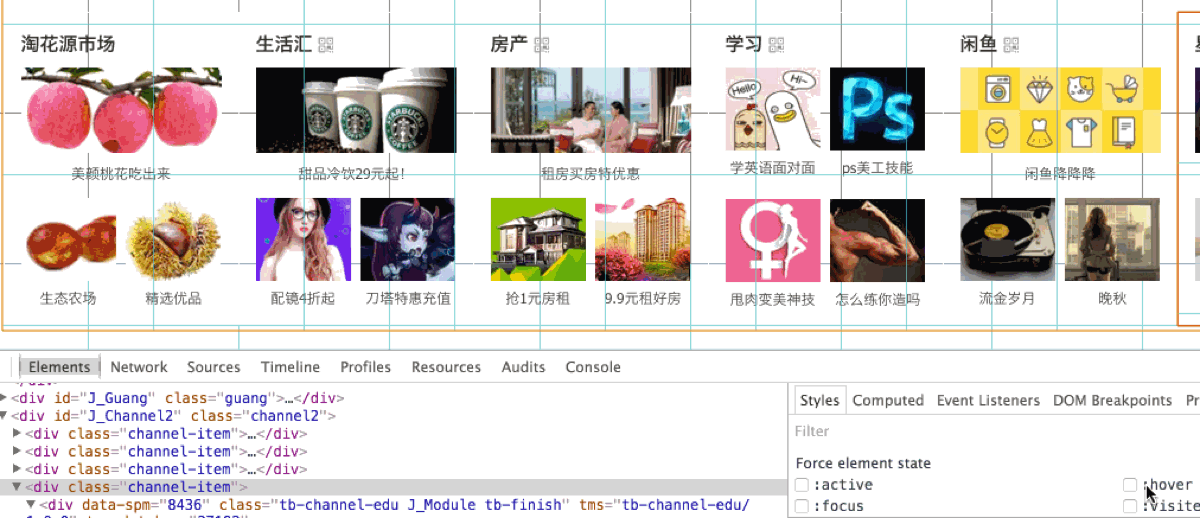 淘花源市场
生活汇
房产
学习
闲鱼
Hello
Hi~
Ps
STARBUCKS
COFFEE
美颜桃花吃出来
甜品冷饮29元起！
租房买房特优惠
学英语面对面
ps美工技能
闲鱼降降降
生态农场
精选优品
配镜4折起
刀塔特惠充值
抢1元房租
9.9元租好房
甩肉变美神技
怎么练你造吗
流金岁月
晚秋
Elements Network Sources Timeline Profiles Resources Audits Console
<div id="J_Guang" class="guang">…</div>
<div id="J_Channel2" class="channel2">
<div class="channel-item">…</div>
<div class="channel-item">…</div>
<div class="channel-item">…</div>
<div class="channel-item">
<div data-spm="8436" class="tb-channel-edu J_Module tb-finish" tms="tb-channel-edu/
Styles Computed Event Listeners DOM Breakpoints Pr
Filter
Force element state
:active
:hover
:focus
:visite